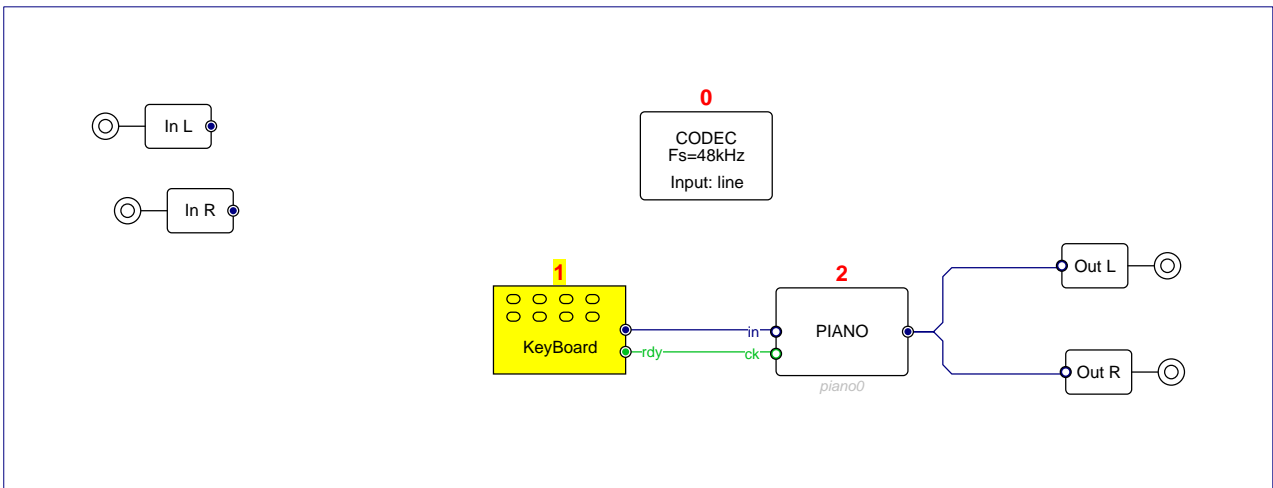 0
In L
CODEC
Fs=48kHz
Input: line
In R
1
2
Out L
KeyBoard
rdy
in
ck
PIANO
piano0
Out R